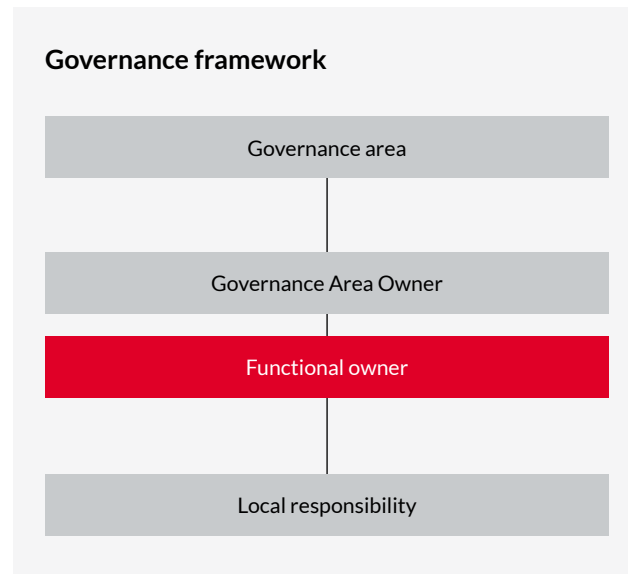 Governance framework
Governance area
Governance Area Owner
Functional owner
Local responsibility